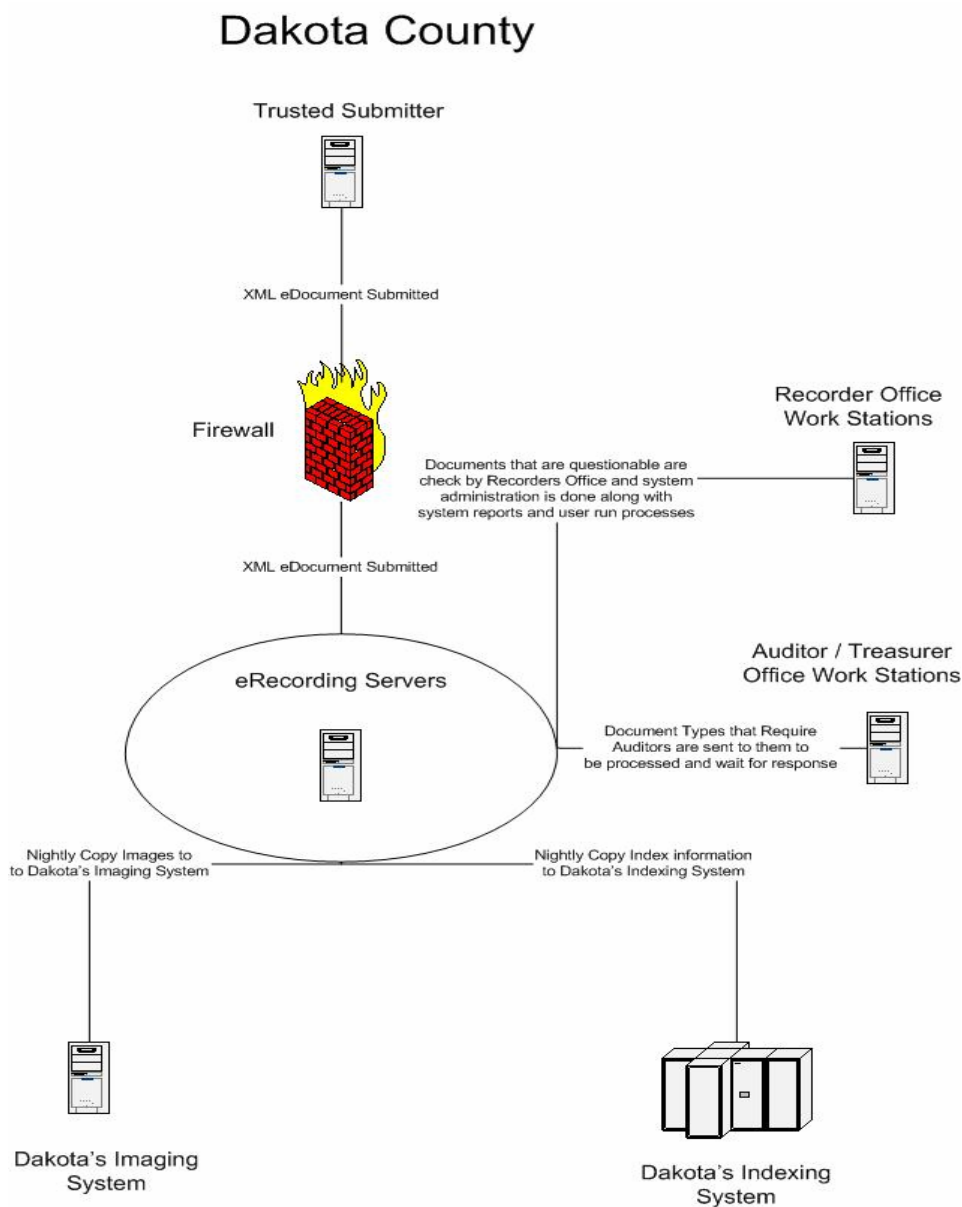 Dakota County
Trusted Submitter
XML eDocument Submitted
Firewall
Recorder Office
Work Stations
Documents that are questionable are
check by Recorders Office and system
administration is done along with
system reports and user run processes
XML eDocument Submitted
eRecording Servers
Auditor / Treasurer
Office Work Stations
Document Types that Require
Auditors are sent to them to
be processed and wait for response
Nightly Copy Images to
to Dakota's Imaging System
Nightly Copy Index information
to Dakota's Indexing System
Dakota's Imaging
System
Dakota's Indexing
System